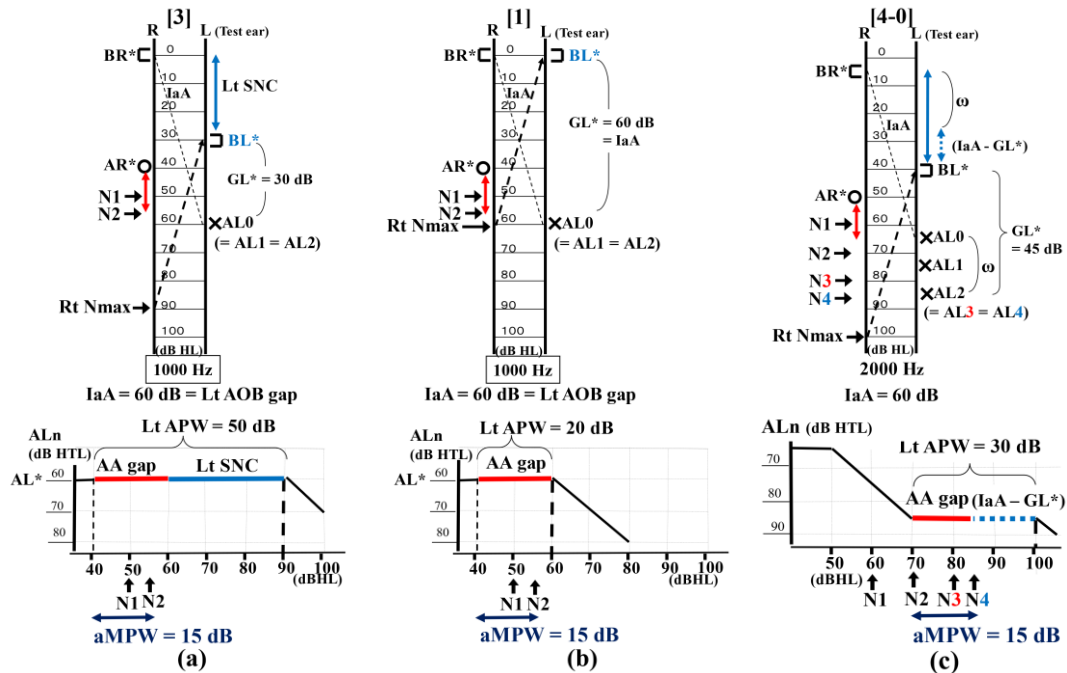 [3]
R L (Test ear)
BR*
0
10
20
30
40
50
60
70
80
90
100
IaA
Lt SNC
BL*
AR*
GL* = 30 dB
N1
N2
AL0
(= AL1 = AL2)
Rt Nmax
(dB HL)
1000 Hz
IaA = 60 dB = Lt AOB gap
Lt APW = 50 dB
ALn
(dB HTL)
AA gap Lt SNC
AL* 60
70
80
40 50 60 70 80 90 100
(dBHL)
N1 N2
aMPW = 15 dB
(a)
[1]
R L (Test ear)
BR*
BL*
0
10
20
30
40
50
60
70
80
90
100
IaA
GL* = 60 dB
= IaA
AR*
N1
N2
Rt Nmax
AL0
(= AL1 = AL2)
(dB HL)
1000 Hz
IaA = 60 dB = Lt AOB gap
Lt APW = 20 dB
ALn
(dB HTL)
AA gap
AL* 60
70
80
40 50 60 70 80 90 100
(dBHL)
N1 N2
aMPW = 15 dB
(b)
[4-0]
R L (Test ear)
BR*
0
10
20
30
40
50
60
70
80
90
100
ω
IaA
(IaA - GL*)
BL*
AR*
N1
AL0
N2
GL*
= 45 dB
AL1
ω
N3
AL2
N4
(= AL3 = AL4)
Rt Nmax
(dB HL)
2000 Hz
IaA = 60 dB
ALn (dB HTL)
Lt APW = 30 dB
70
AA gap (IaA – GL*)
80
90
40 50 60 70 80 90 100
(dBHL)
(dBHL)
N1 N2 N3 N4
aMPW = 15 dB
(c)